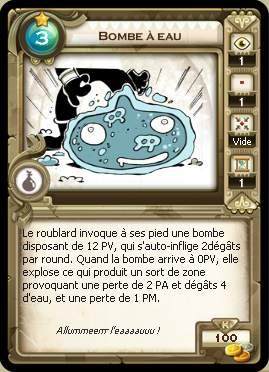 3
BOMBE À EAU
1
1
Vide
1
Le roublard invoque à ses pied une bombe
disposant de 12 PV, qui s'auto-inflige 2dégâts
par round. Quand la bombe arrive à 0PV, elle
explose ce qui produit un sort de zone
provoquant une perte de 2 PA et dégâts 4
d'eau, et une perte de 1 PM.
Allummeerr l'eaaaauuu !
K
100